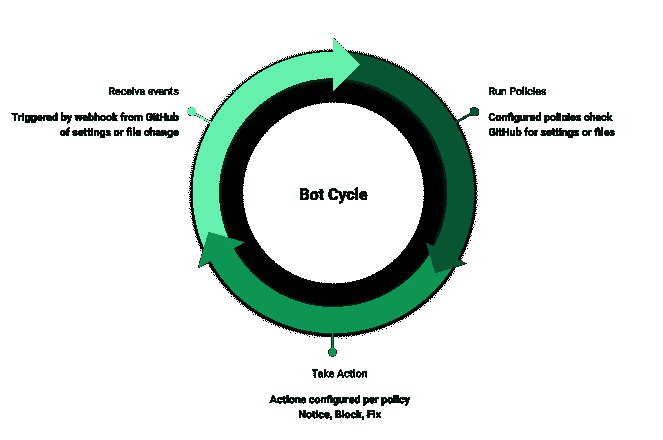 Receive events
Triggered by webhook from GitHub
of settings or file change
Run Policies
Configured policies check
GitHub for settings or files
Bot Cycle
Take Action
Actions configured per policy
Notice, Block, Fix